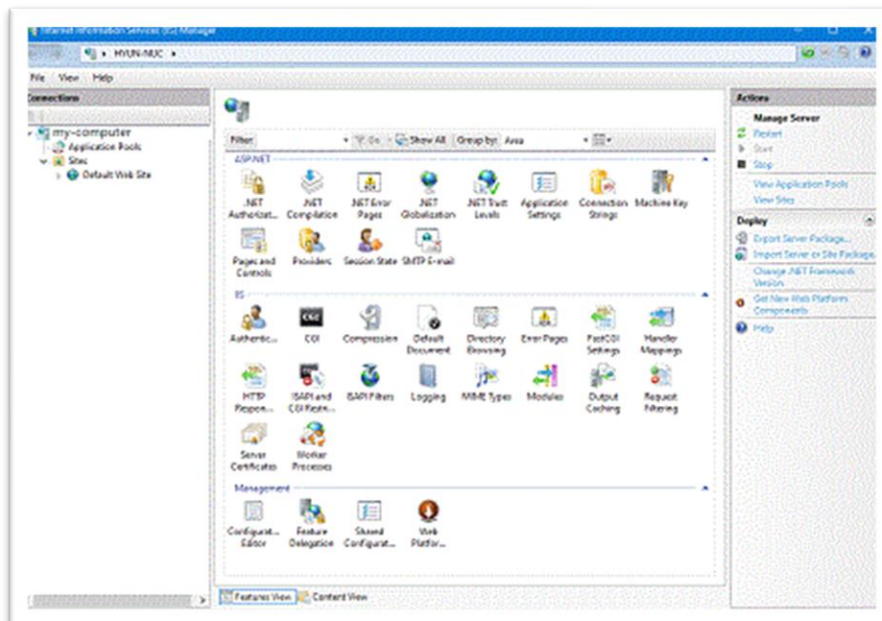 Internet Information Services (IIS) Manager
HYUN-NUC
File View Help
Connections
my-computer
Application Pools
Sites
Default Web Site
Filter: Go Show All Group by: Area
ASP.NET
.NET Authorizat...
.NET Compilation
.NET Error Pages
.NET Globalization
.NET Trust Levels
Application Settings
Connection Strings
Machine Key
Pages and Controls
Providers
Session State
SMTP E-mail
IIS
Authentic...
CGI
Compression
Default Document
Directory Browsing
Error Pages
FastCGI Settings
Handler Mappings
HTTP Respon...
ISAPI and CGI Restri...
ISAPI Filters
Logging
MIME Types
Modules
Output Caching
Request Filtering
Server Certificates
Worker Processes
Management
Configurat... Editor
Feature Delegation
Shared Configurat...
Web Platfor...
Features View Content View
Actions
Manage Server
Restart
Start
Stop
View Application Pools
View Sites
Deploy
Export Server Package...
Import Server or Site Package...
Change .NET Framework
Version
Get New Web Platform
Components
Help